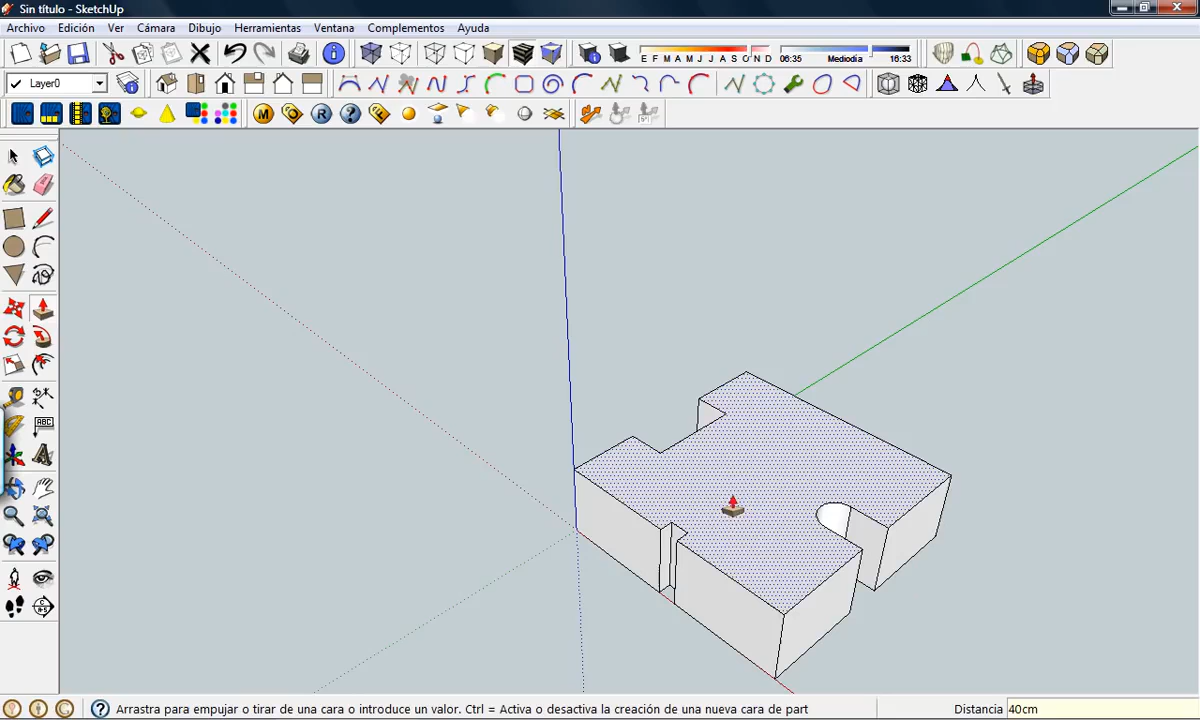 Sin título - SketchUp
Archivo Edición Ver Cámara Dibujo Herramientas Ventana Complementos Ayuda
E F M A M J J A S O N D 06:35 Mediodía 16:33
Layer0
M R ?
ABC
Arrastra para empujar o tirar de una cara o introduce un valor. Ctrl = Activa o desactiva la creación de una nueva cara de part
Distancia 40cm